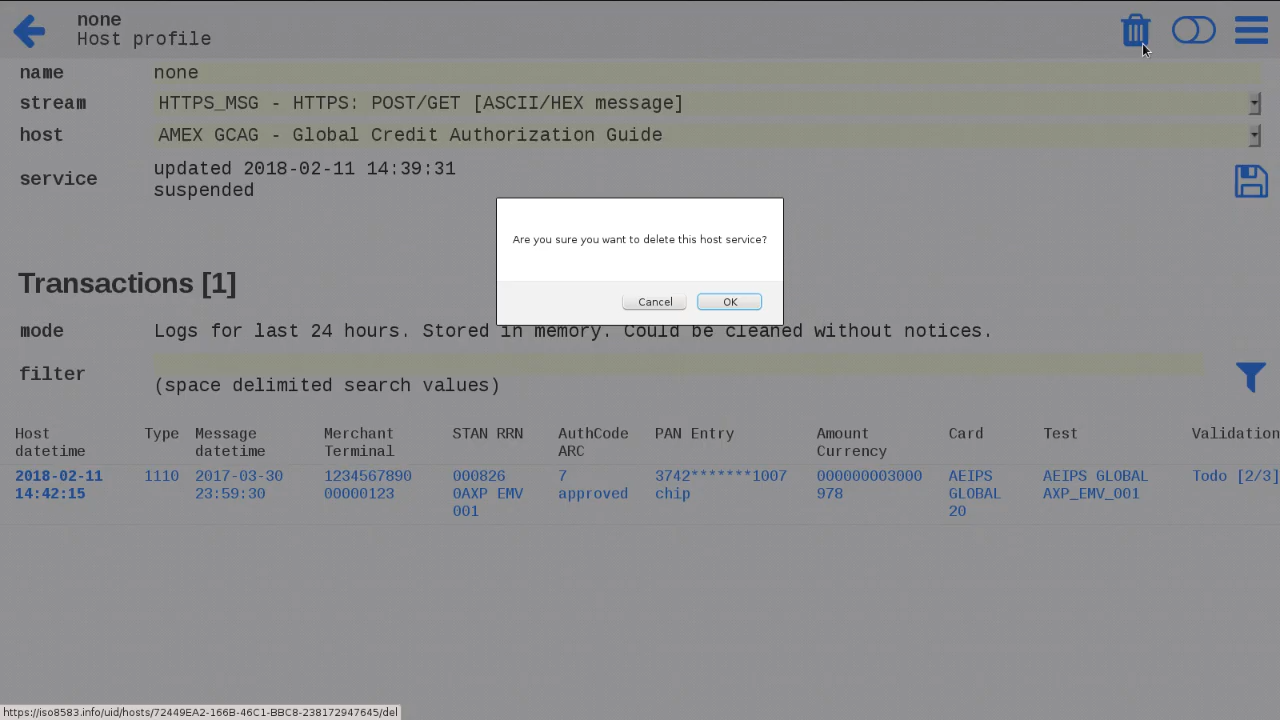 none
Host profile
name none
stream HTTPS_MSG - HTTPS: POST/GET [ASCII/HEX message]
host AMEX GCAG - Global Credit Authorization Guide
service updated 2018-02-11 14:39:31
suspended
Are you sure you want to delete this host service?
Cancel OK
Transactions [1]
mode Logs for last 24 hours. Stored in memory. Could be cleaned without notices.
filter
(space delimited search values)
Host Type Message Merchant STAN RRN AuthCode PAN Entry Amount Card Test Validation
datetime datetime Terminal ARC Currency
2018-02-11 1110 2017-03-30 1234567890 000826 7 3742*******1007 000000003000 AEIPS AEIPS GLOBAL Todo [2/3]
14:42:15 23:59:30 00000123 0AXP EMV approved chip 978 GLOBAL AXP_EMV_001
001 20
https://iso8583.info/uid/hosts/72449EA2-166B-46C1-BBC8-238172947645/del